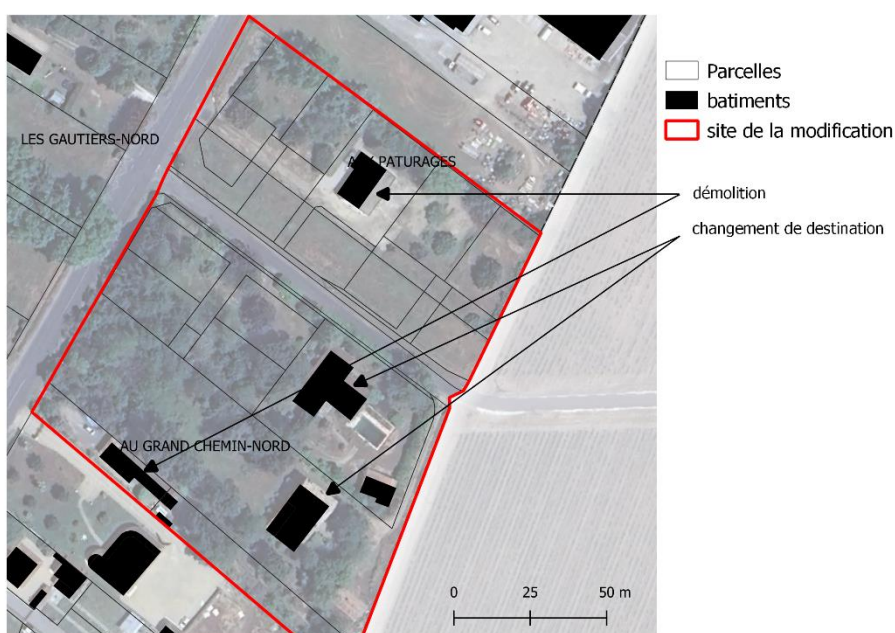 Parcelles
batiments
site de la modification
LES GAUTIERS-NORD
AUX PATURAGES
démolition
changement de destination
AU GRAND CHEMIN-NORD
0 25 50 m